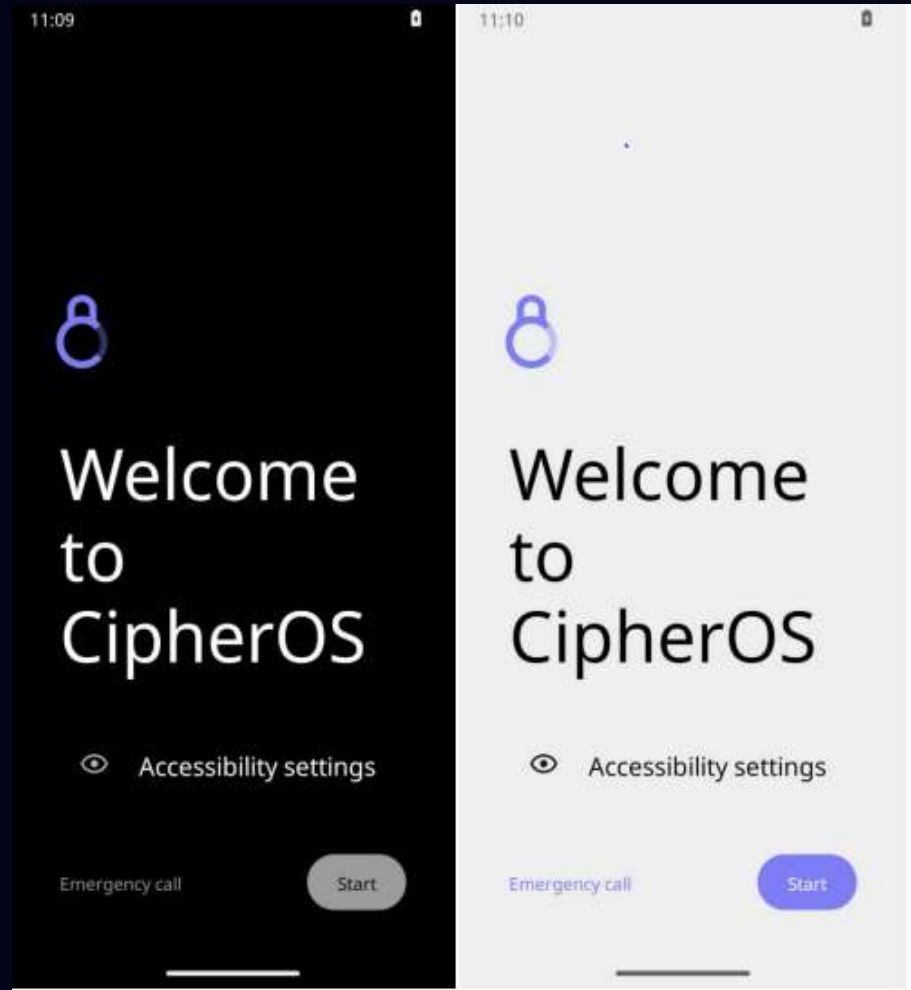 11:09
Welcome
to
CipherOS
Accessibility settings
Emergency call
Start
11:10
Welcome
to
CipherOS
Accessibility settings
Emergency call
Start